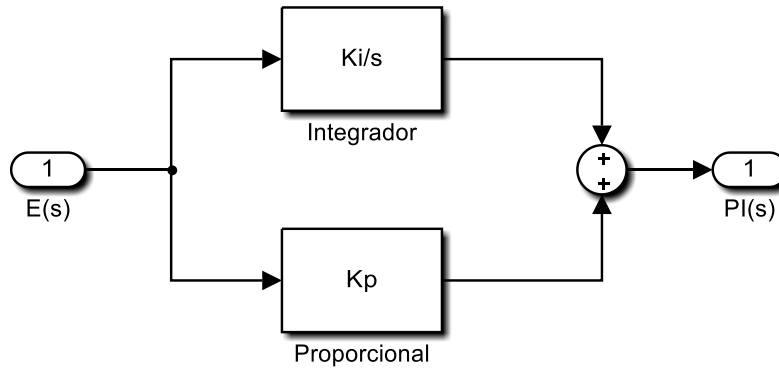 Ki/s
Integrador
1
E(s)
+
+
1
PI(s)
Kp
Proporcional